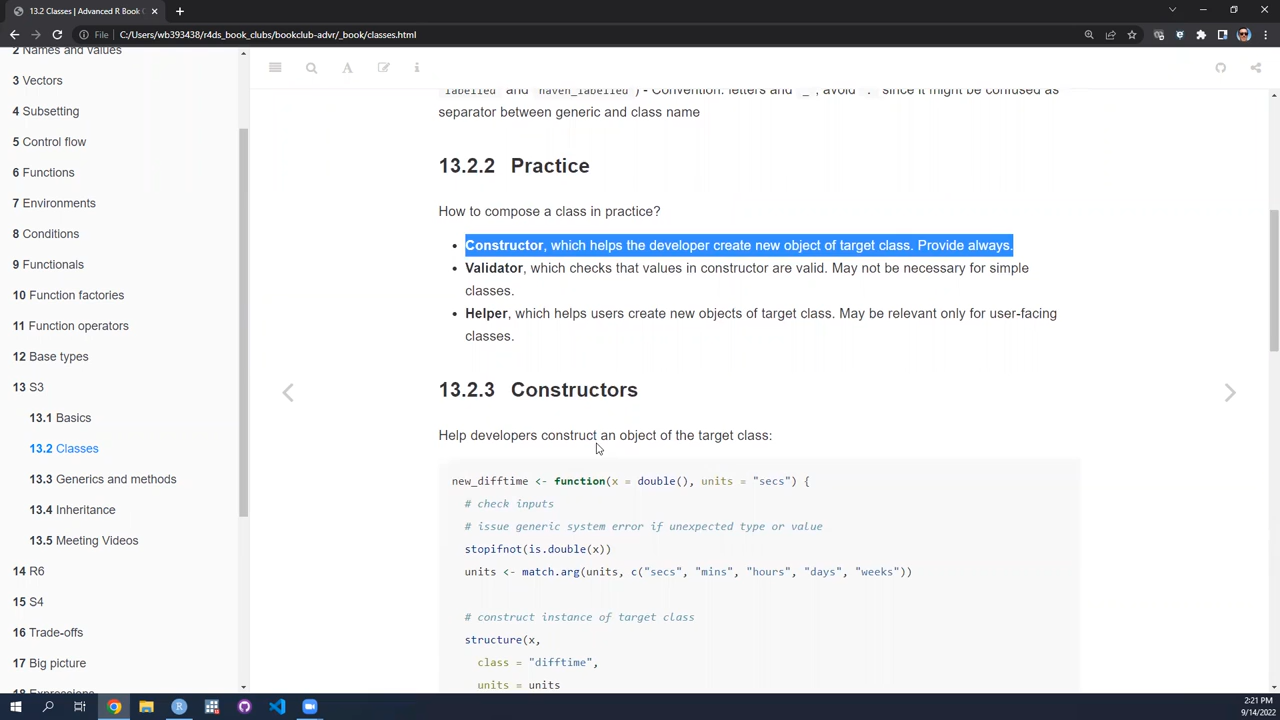 13.2 Classes | Advanced R Book C
File
C:/Users/wb393438/r4ds_book_clubs/bookclub-advr/_book/classes.html
2 Names and Values
3 Vectors
4 Subsetting
5 Control flow
6 Functions
7 Environments
8 Conditions
9 Functionals
10 Function factories
11 Function operators
12 Base types
13 S3
13.1 Basics
13.2 Classes
13.3 Generics and methods
13.4 Inheritance
13.5 Meeting Videos
14 R6
15 S4
16 Trade-offs
17 Big picture
18 Expressions
labelled and haven_labelled ) - Convention: letters and _ ; avoid . since it might be confused as
separator between generic and class name
13.2.2 Practice
How to compose a class in practice?
• Constructor, which helps the developer create new object of target class. Provide always.
• Validator, which checks that values in constructor are valid. May not be necessary for simple
classes.
• Helper, which helps users create new objects of target class. May be relevant only for user-facing
classes.
13.2.3 Constructors
Help developers construct an object of the target class:
new_difftime <- function(x = double(), units = "secs") {
# check inputs
# issue generic system error if unexpected type or value
stopifnot(is.double(x))
units <- match.arg(units, c("secs", "mins", "hours", "days", "weeks"))
# construct instance of target class
structure(x,
class = "difftime",
units = units
2:21 PM
9/14/2022